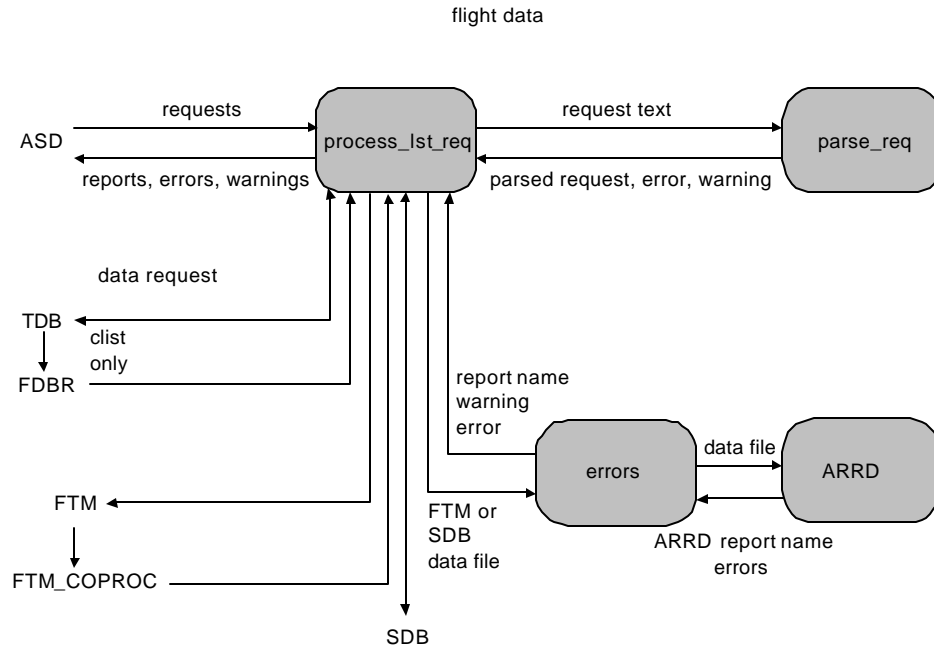 flight data
requests
request text
ASD
process_lst_req
parse_req
reports, errors, warnings
parsed request, error, warning
data request
TDB
clist
only
FDBR
report name
warning
error
data file
errors
ARRD
FTM
FTM or
SDB
data file
ARRD report name
errors
FTM_COPROC
SDB